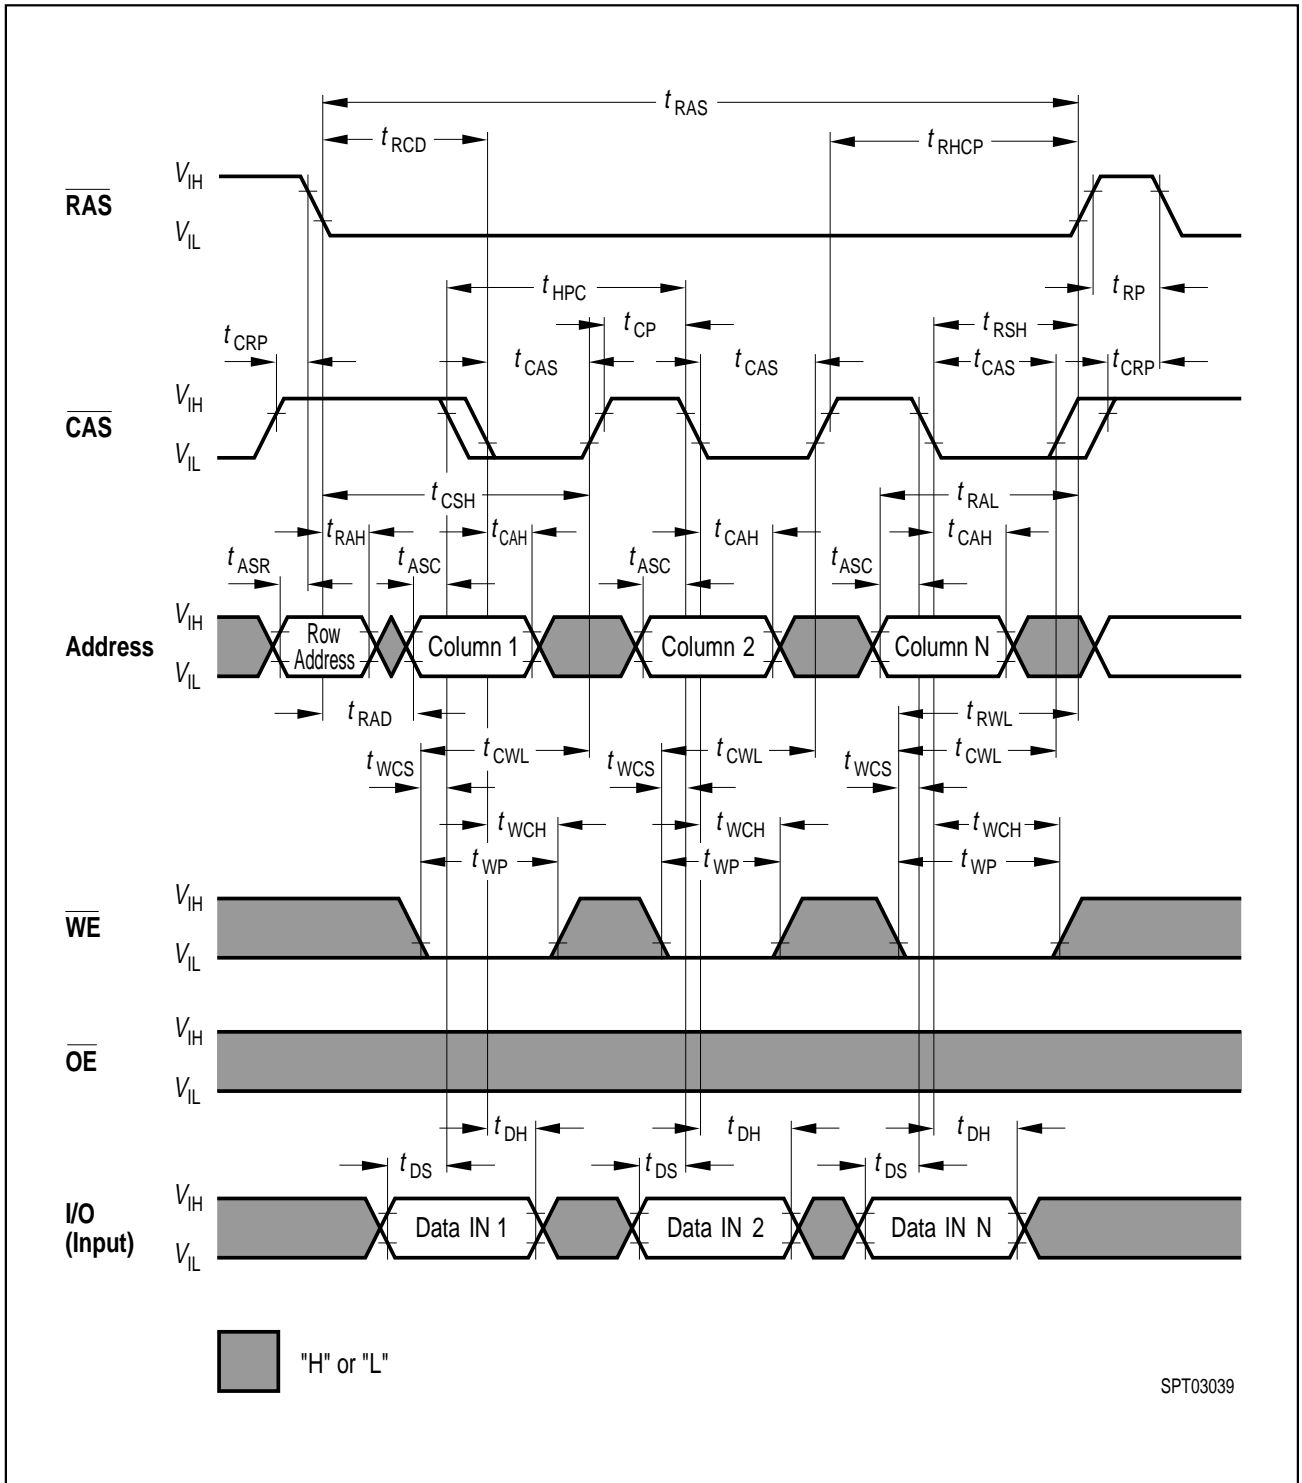 tRAS
tRCD tRHCP
VIH
RAS
VIL
tHPC tRP
tCP tRSH
tCRP tCAS tCAS tCAS tCRP
VIH
CAS
VIL
tCSH tRAL
tRAH tCAH tCAH tCAH
tASR tASC tASC tASC
VIH
Address Row Address Column 1 Column 2 Column N
VIL
tRAD tRWL
tCWL tCWL tCWL
tWCS tWCS tWCS
tWCH tWCH tWCH
tWP tWP tWP
VIH
WE
VIL
VIH
OE
VIL
tDH tDH tDH
tDS tDS tDS
VIH
I/O
(Input) Data IN 1 Data IN 2 Data IN N
VIL
"H" or "L"
SPT03039